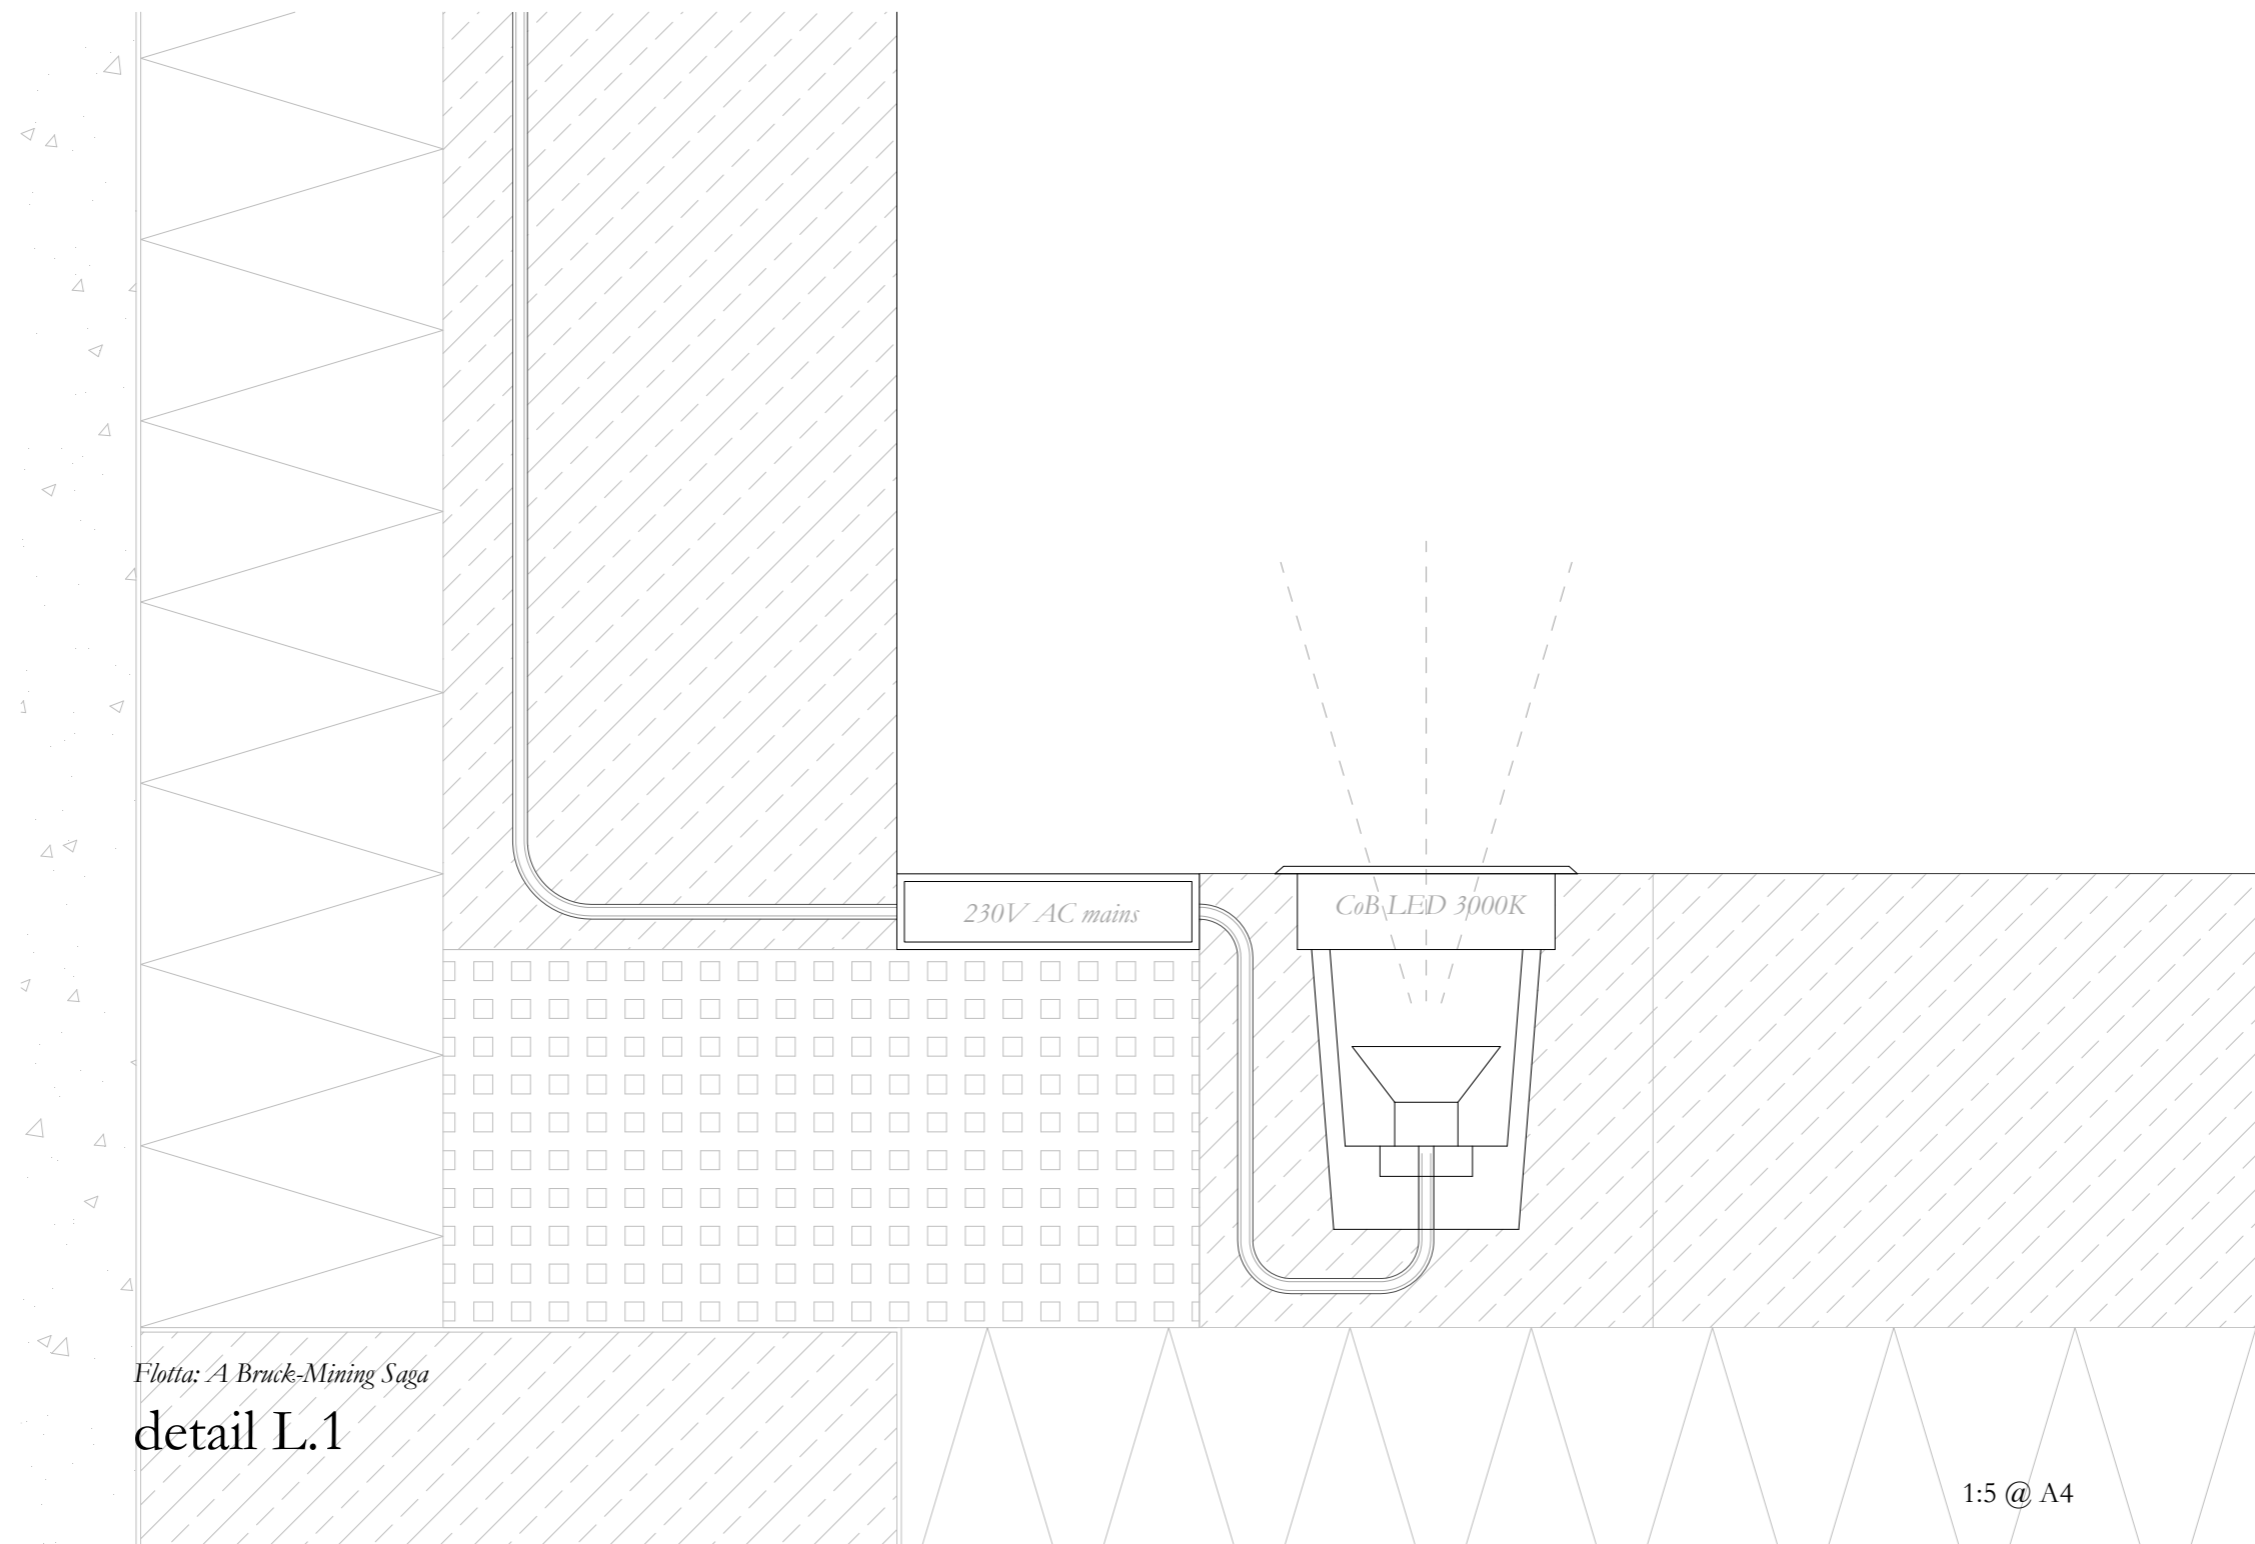 230V AC mains
CoB LED 3000K
Flotta: A Bruck-Mining Saga
detail L.1
1:5 @ A4